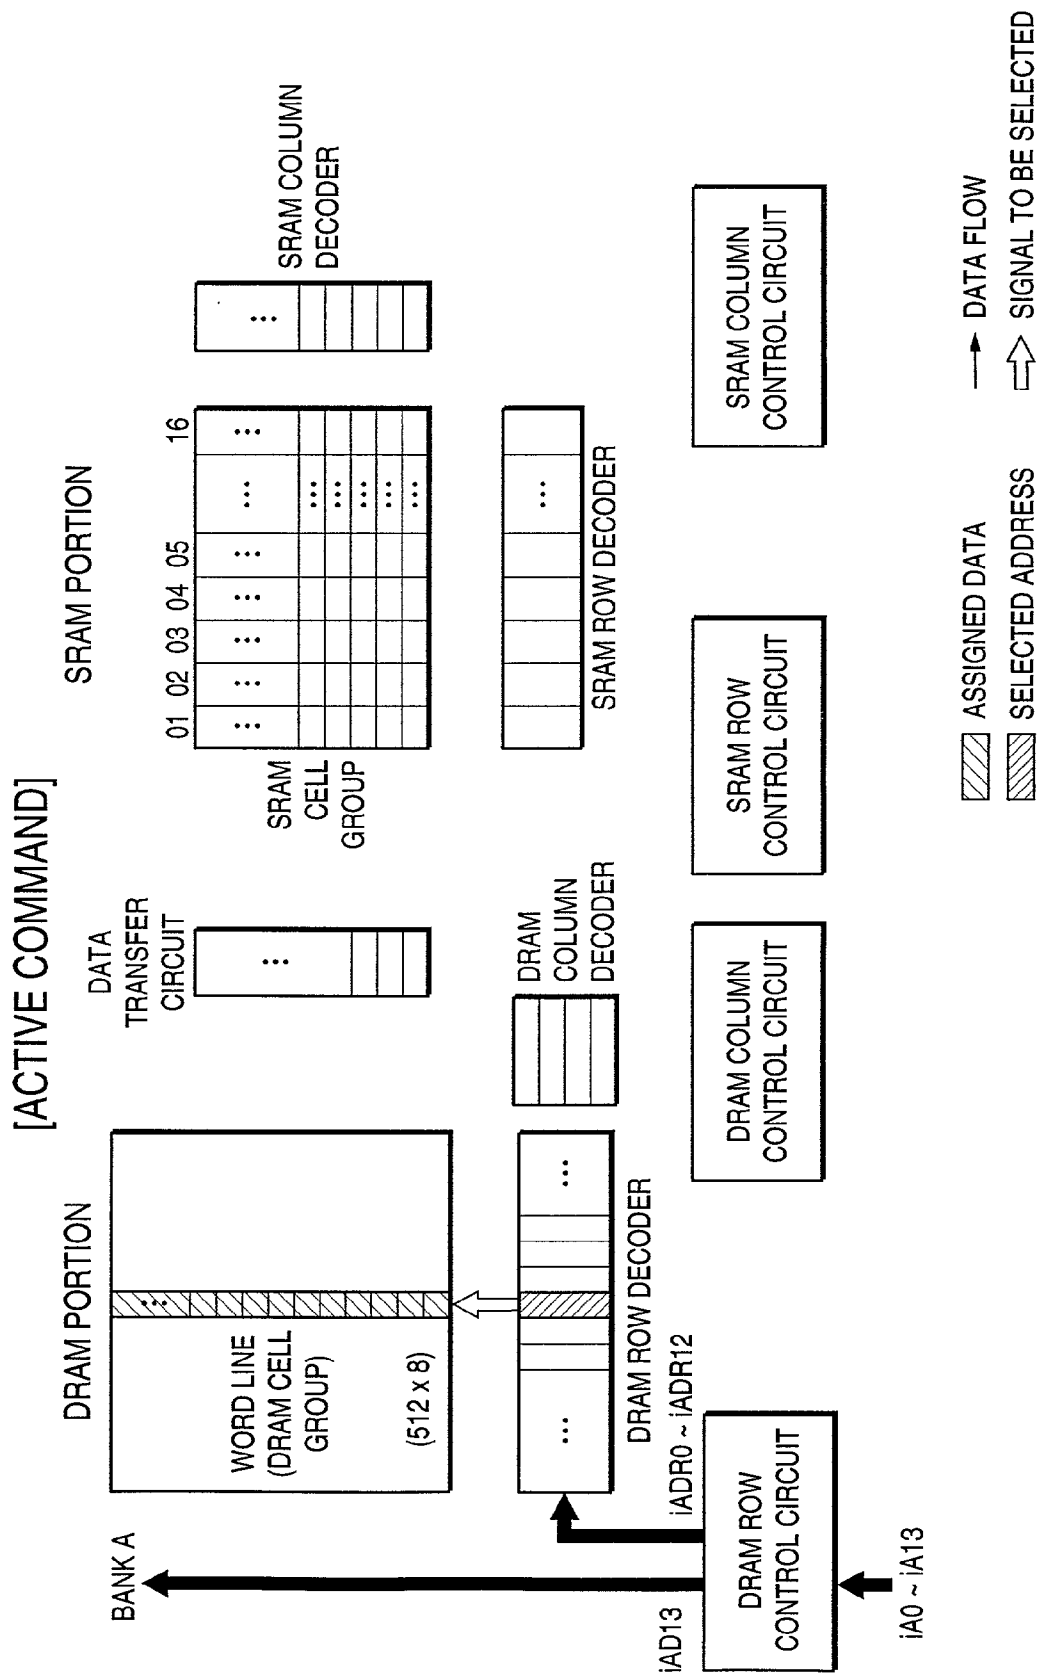 [ACTIVE COMMAND]
DRAM PORTION
DATA
TRANSFER
CIRCUIT
SRAM PORTION
01 02 03 04 05 16
SRAM
CELL
GROUP
SRAM COLUMN
DECODER
BANK A
WORD LINE
(DRAM CELL
GROUP)
(512 x 8)
DRAM
COLUMN
DECODER
DRAM ROW DECODER
SRAM ROW DECODER
iAD13
iADR0 ~ iADR12
DRAM ROW
CONTROL CIRCUIT
DRAM COLUMN
CONTROL CIRCUIT
SRAM ROW
CONTROL CIRCUIT
SRAM COLUMN
CONTROL CIRCUIT
iA0 ~ iA13
ASSIGNED DATA
SELECTED ADDRESS
DATA FLOW
SIGNAL TO BE SELECTED